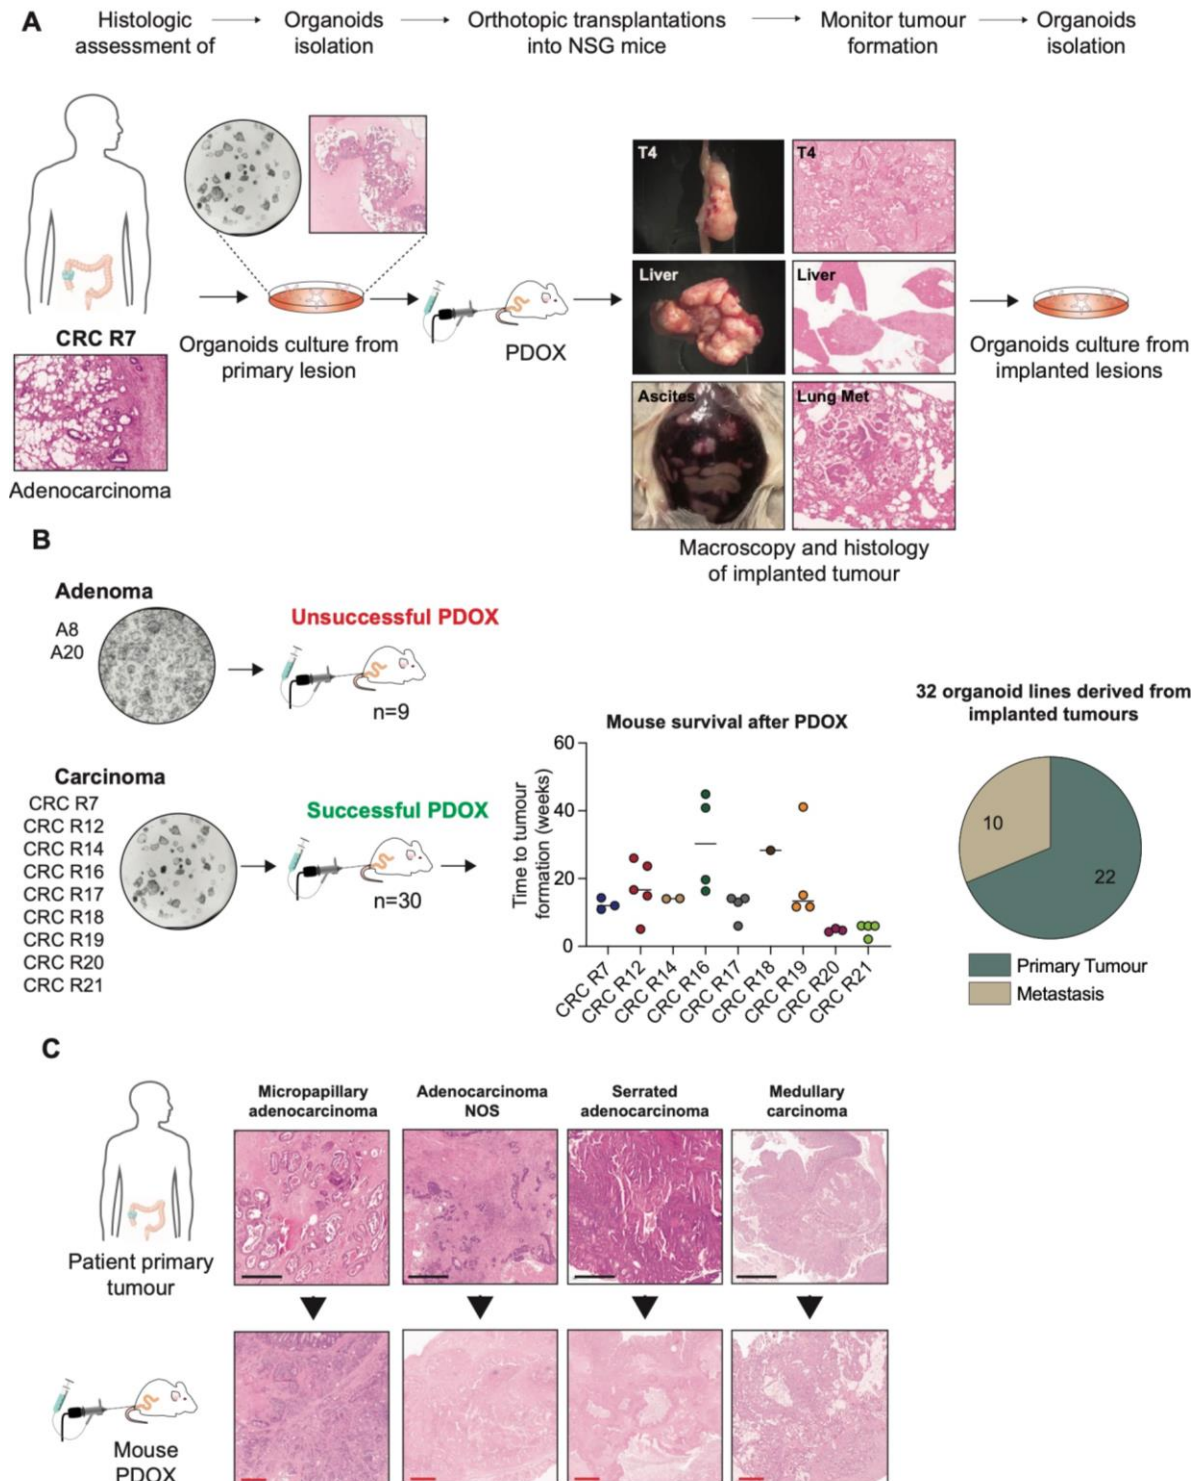 A
Histologic
assessment of
Organoids
isolation
Orthotopic transplantations
into NSG mice
Monitor tumour
formation
Organoids
isolation
CRC R7
Adenocarcinoma
Organoids culture from
primary lesion
PDOX
T4
T4
Liver
Liver
Ascites
Lung Met
Macroscopy and histology
of implanted tumour
Organoids culture from
implanted lesions
B
Adenoma
A8
A20
Unsuccessful PDOX
n=9
Carcinoma
CRC R7
CRC R12
CRC R14
CRC R16
CRC R17
CRC R18
CRC R19
CRC R20
CRC R21
Successful PDOX
n=30
Mouse survival after PDOX
Time to tumour
formation (weeks)
60
40
20
0
CRC R7
CRC R12
CRC R14
CRC R16
CRC R17
CRC R18
CRC R19
CRC R20
CRC R21
32 organoid lines derived from
implanted tumours
10
22
Primary Tumour
Metastasis
C
Patient primary
tumour
Micropapillary
adenocarcinoma
Adenocarcinoma
NOS
Serrated
adenocarcinoma
Medullary
carcinoma
Mouse
PDOX